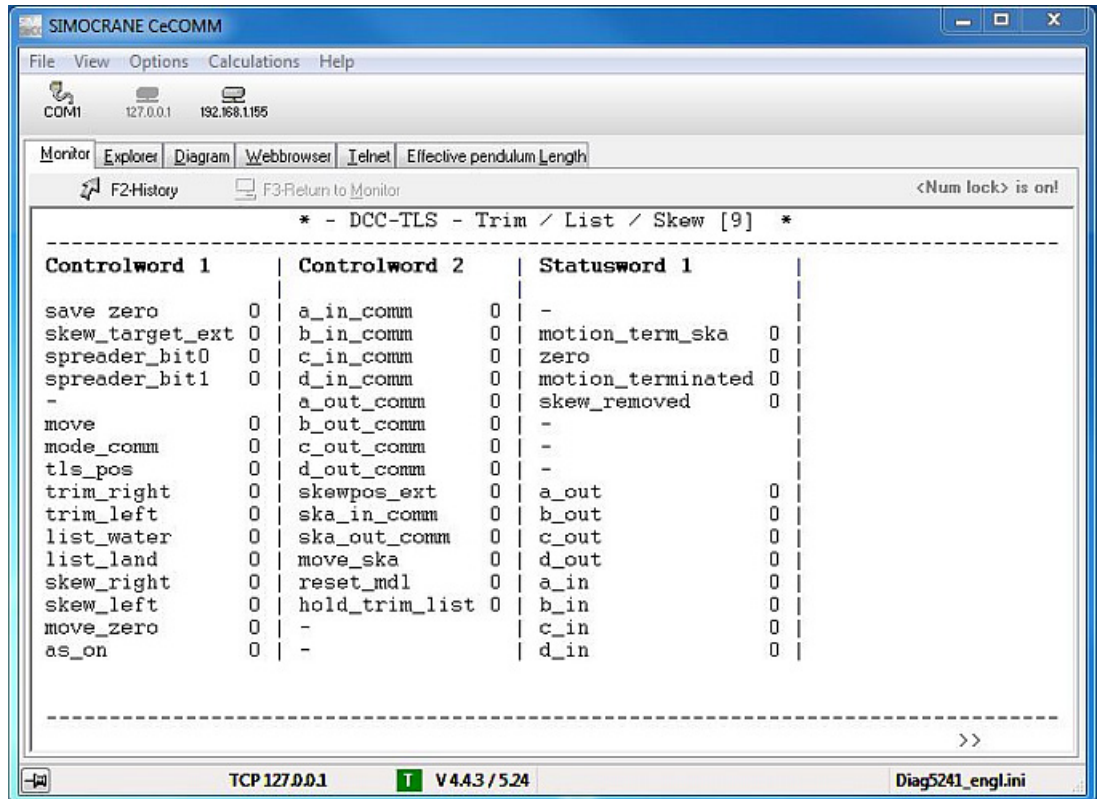 SIMOCRANE CeCOMM
File View Options Calculations Help
COM1 127.0.0.1 192.168.1.155
Monitor Explorer Diagram Webbrowser Telnet Effective pendulum Length
F2-History F3-Return to Monitor <Num lock> is on!
* - DCC-TLS - Trim / List / Skew [9] *
--------------------------------------------------------------------------------
Controlword 1 | Controlword 2 | Statusword 1 |
| | |
save zero 0 | a_in_comm 0 | - |
skew_target_ext 0 | b_in_comm 0 | motion_term_ska 0 |
spreader_bit0 0 | c_in_comm 0 | zero 0 |
spreader_bit1 0 | d_in_comm 0 | motion_terminated 0 |
- | a_out_comm 0 | skew_removed 0 |
move 0 | b_out_comm 0 | - |
mode_comm 0 | c_out_comm 0 | - |
tls_pos 0 | d_out_comm 0 | - |
trim_right 0 | skewpos_ext 0 | a_out 0 |
trim_left 0 | ska_in_comm 0 | b_out 0 |
list_water 0 | ska_out_comm 0 | c_out 0 |
list_land 0 | move_ska 0 | d_out 0 |
skew_right 0 | reset_mdl 0 | a_in 0 |
skew_left 0 | hold_trim_list 0 | b_in 0 |
move_zero 0 | - | c_in 0 |
as_on 0 | - | d_in 0 |
--------------------------------------------------------------------------------
>>
TCP 127.0.0.1 T V 4.4.3 / 5.24 Diag5241_engl.ini